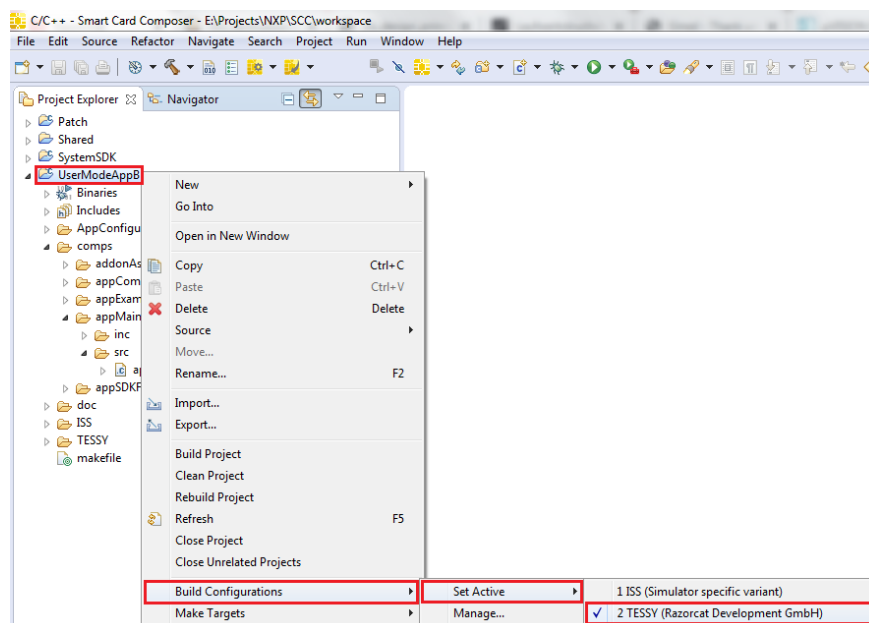 C/C++ - Smart Card Composer - E:\Projects\NXP\SCC\workspace
File Edit Source Refactor Navigate Search Project Run Window Help
Project Explorer Navigator
Patch
Shared
SystemSDK
UserModeAppB
Binaries
Includes
AppConfigu
comps
addonAs
appCom
appExam
appMain
inc
src
appSDKF
doc
ISS
TESSY
makefile
New
Go Into
Open in New Window
Copy Ctrl+C
Paste Ctrl+V
Delete Delete
Source
Move...
Rename... F2
Import...
Export...
Build Project
Clean Project
Rebuild Project
Refresh F5
Close Project
Close Unrelated Projects
Build Configurations
Make Targets
Set Active
Manage...
1 ISS (Simulator specific variant)
2 TESSY (Razorcat Development GmbH)